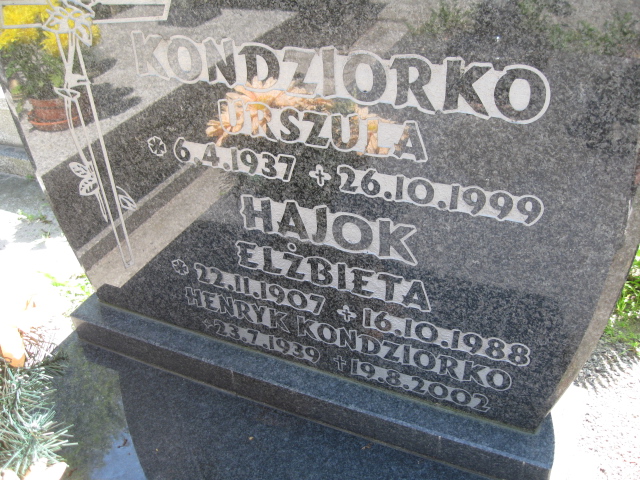 KONDZIORKO
URSZULA
* 6.4.1937 + 26.10.1999
HAJOK
ELŻBIETA
* 22.11.1907 + 16.10.1988
HENRYK KONDZIORKO
+23.7.1939 +19.8.2002